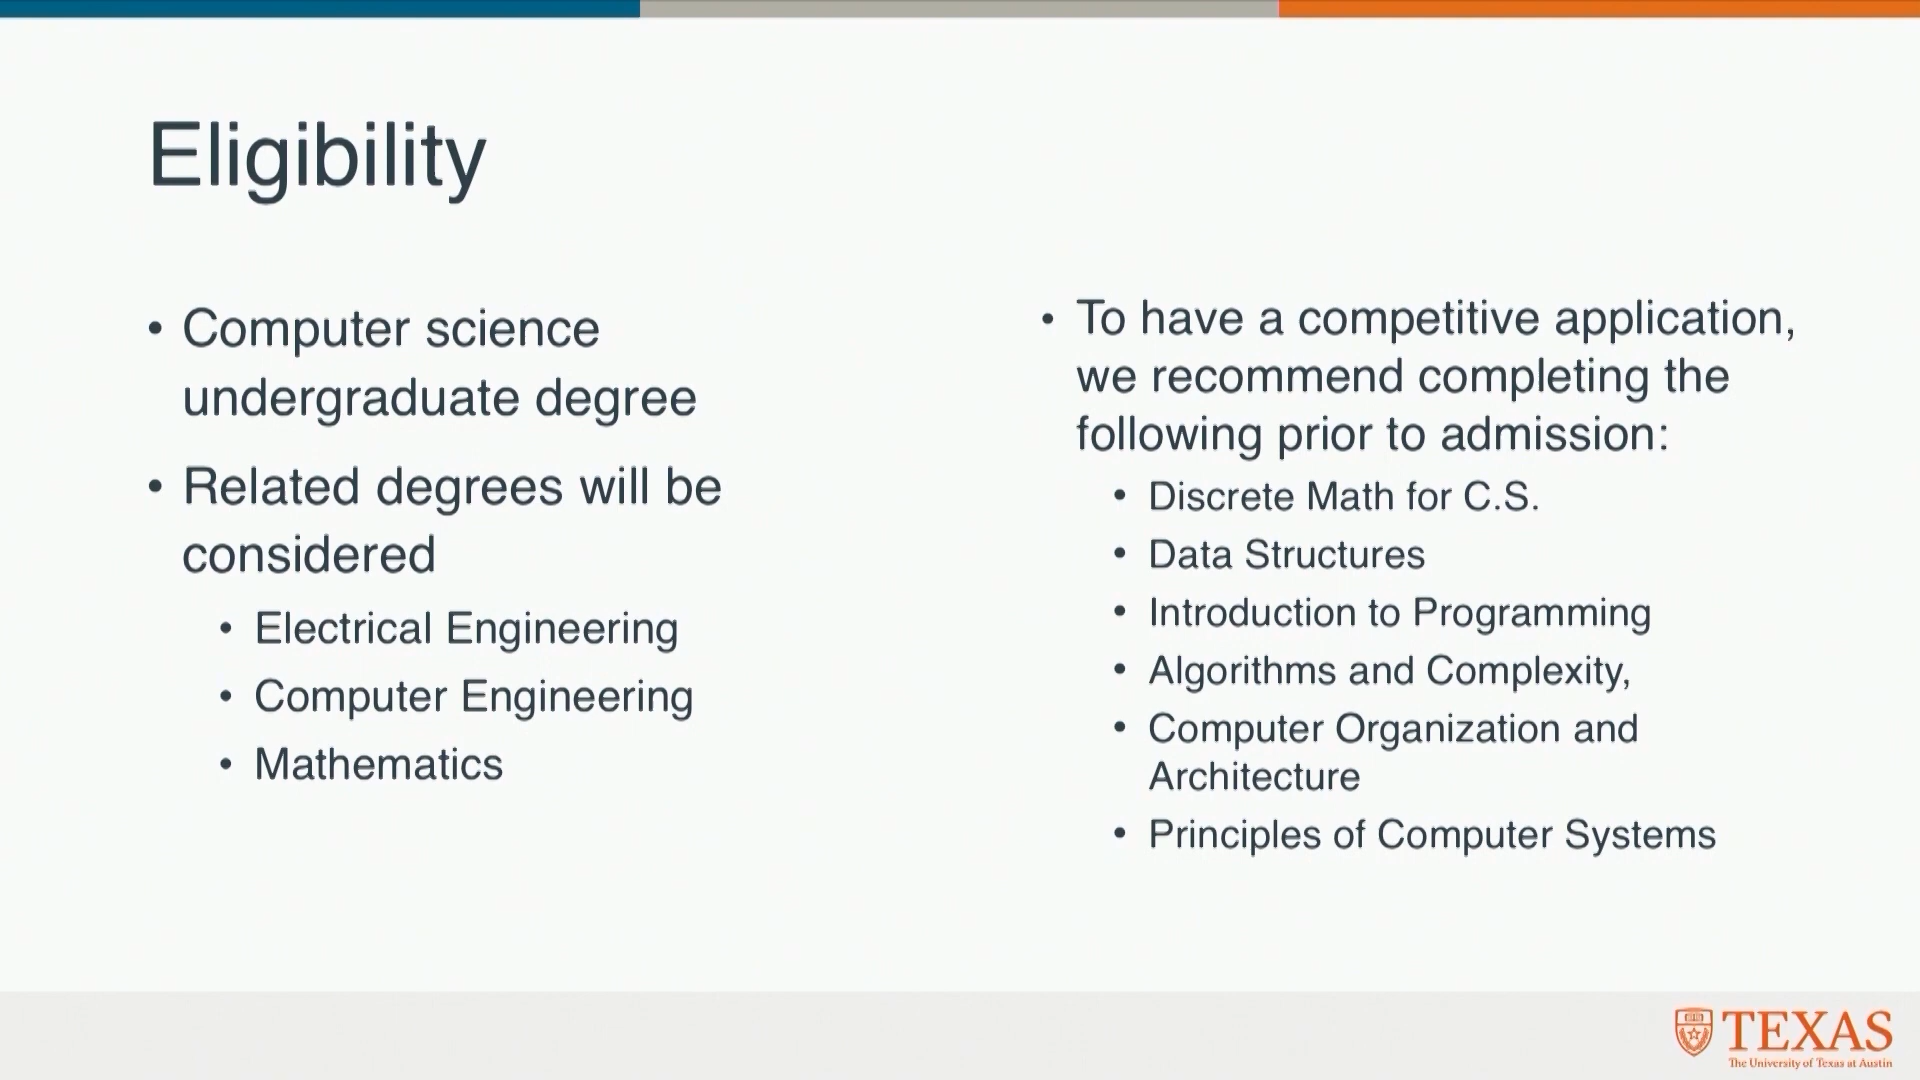 Eligibility
• Computer science
undergraduate degree
• Related degrees will be
considered
• Electrical Engineering
• Computer Engineering
• Mathematics
• To have a competitive application,
we recommend completing the
following prior to admission:
• Discrete Math for C.S.
• Data Structures
• Introduction to Programming
• Algorithms and Complexity,
• Computer Organization and
Architecture
• Principles of Computer Systems
TEXAS
The University of Texas at Austin